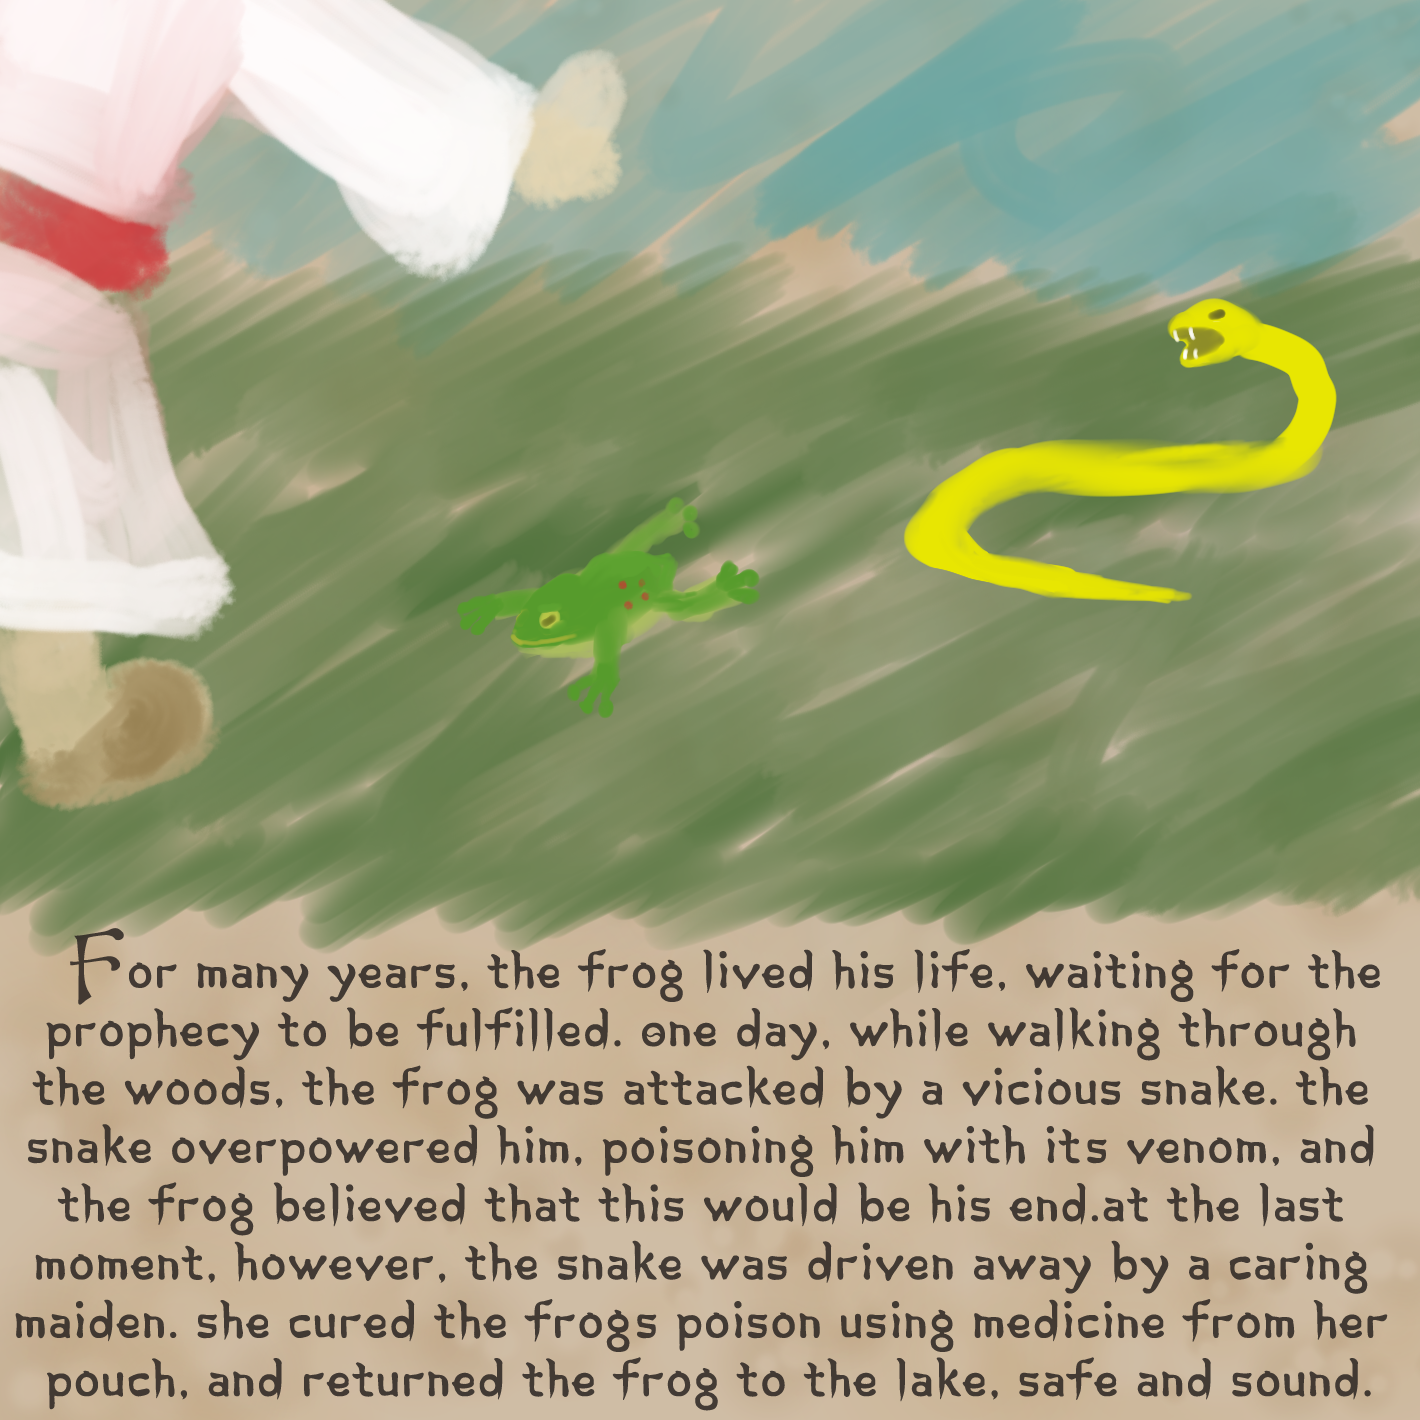 For many years, the frog lived his life, waiting for the
prophecy to be fulfilled. one day, while walking through
the woods, the frog was attacked by a vicious snake. the
snake overpowered him, poisoning him with its venom, and
the frog believed that this would be his end.at the last
moment, however, the snake was driven away by a caring
maiden. she cured the frogs poison using medicine from her
pouch, and returned the frog to the lake, safe and sound.